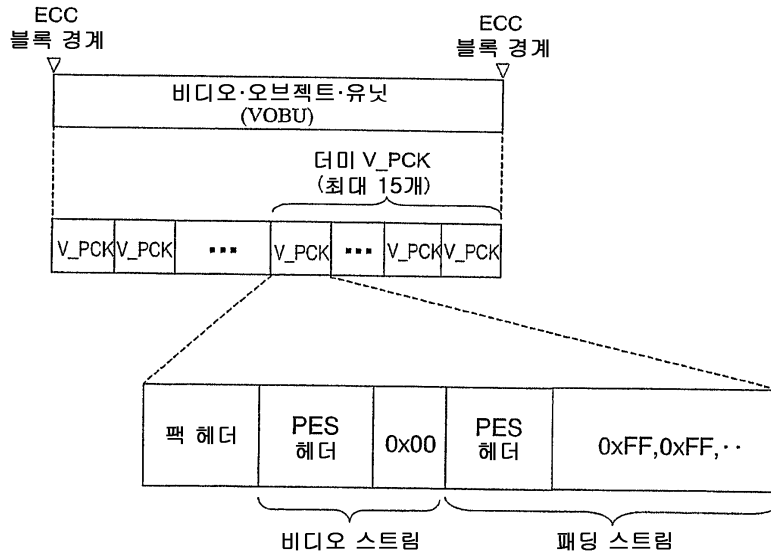 ECC
블록 경계
ECC
블록 경계
비디오·오브젝트·유닛
(VOBU)
더미 V_PCK
(최대 15개)
V_PCK V_PCK ··· V_PCK ··· V_PCK V_PCK
팩 헤더
PES
헤더
0x00
PES
헤더
0xFF,0xFF,··
비디오 스트림
패딩 스트림